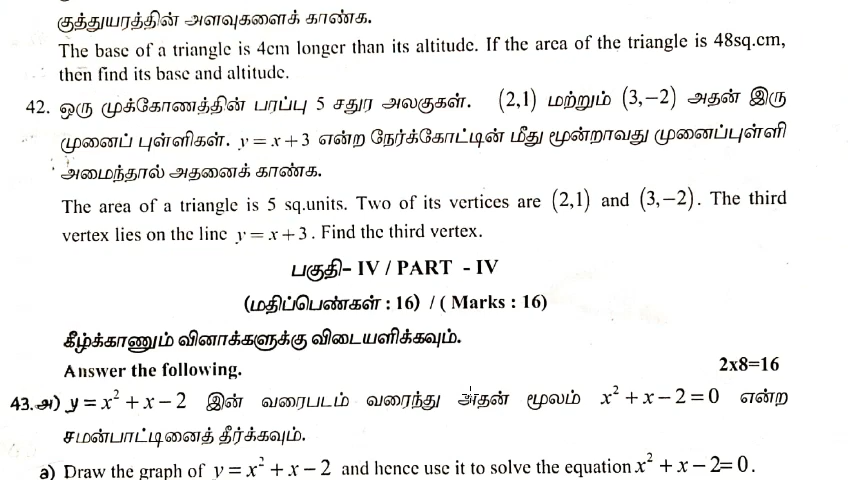 குத்துயரத்தின் அளவுகளைக் காண்க.
The base of a triangle is 4cm longer than its altitude. If the area of the triangle is 48sq.cm,
then find its base and altitude.
42. ஒரு முக்கோணத்தின் பரப்பு 5 சதுர அலகுகள். (2,1) மற்றும் (3,−2) அதன் இரு
முனைப் புள்ளிகள். y = x + 3 என்ற நேர்க்கோட்டின் மீது மூன்றாவது முனைப்புள்ளி
அமைந்தால் அதனைக் காண்க.
The area of a triangle is 5 sq.units. Two of its vertices are (2,1) and (3,−2). The third
vertex lies on the line y = x + 3. Find the third vertex.
பகுதி– IV / PART - IV
(மதிப்பெண்கள் : 16) / ( Marks : 16)
கீழ்க்காணும் வினாக்களுக்கு விடையளிக்கவும்.
Answer the following. 2x8=16
43.அ) y = x² + x − 2 இன் வரைபடம் வரைந்து அதன் மூலம் x² + x − 2 = 0 என்ற
சமன்பாட்டினைத் தீர்க்கவும்.
a) Draw the graph of y = x² + x − 2 and hence use it to solve the equation x² + x − 2= 0.